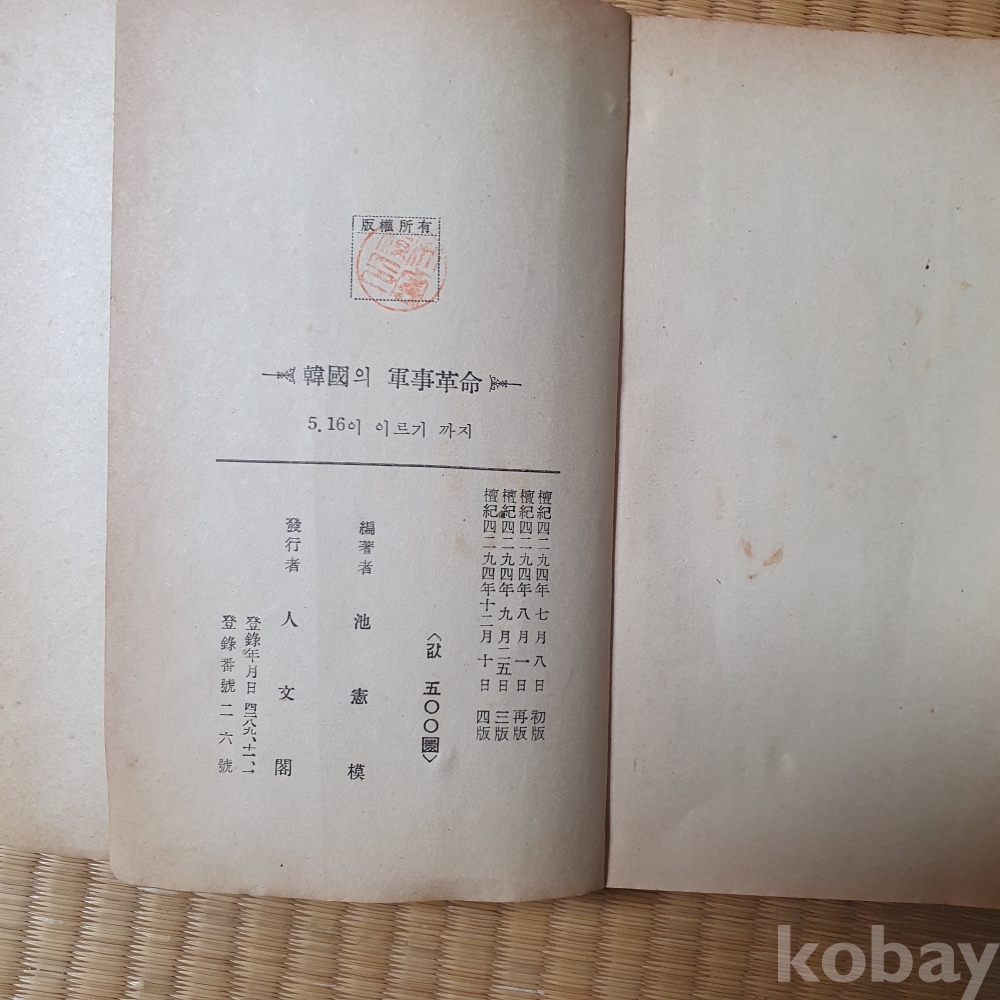 版權所有
韓國의 軍事革命
5.16이 이르기 까지
檀紀四二九四年 七月八日 初版
檀紀四二九四年 八月一日 再版
檀紀四二九四年 九月二五日 三版
檀紀四二九四年十二月十日 四版
〈값 五〇〇圜〉
編著者 池憲模
發行者 人文閣
登錄年月日 四二八九、十一、一
登錄番號 二六號
kobay